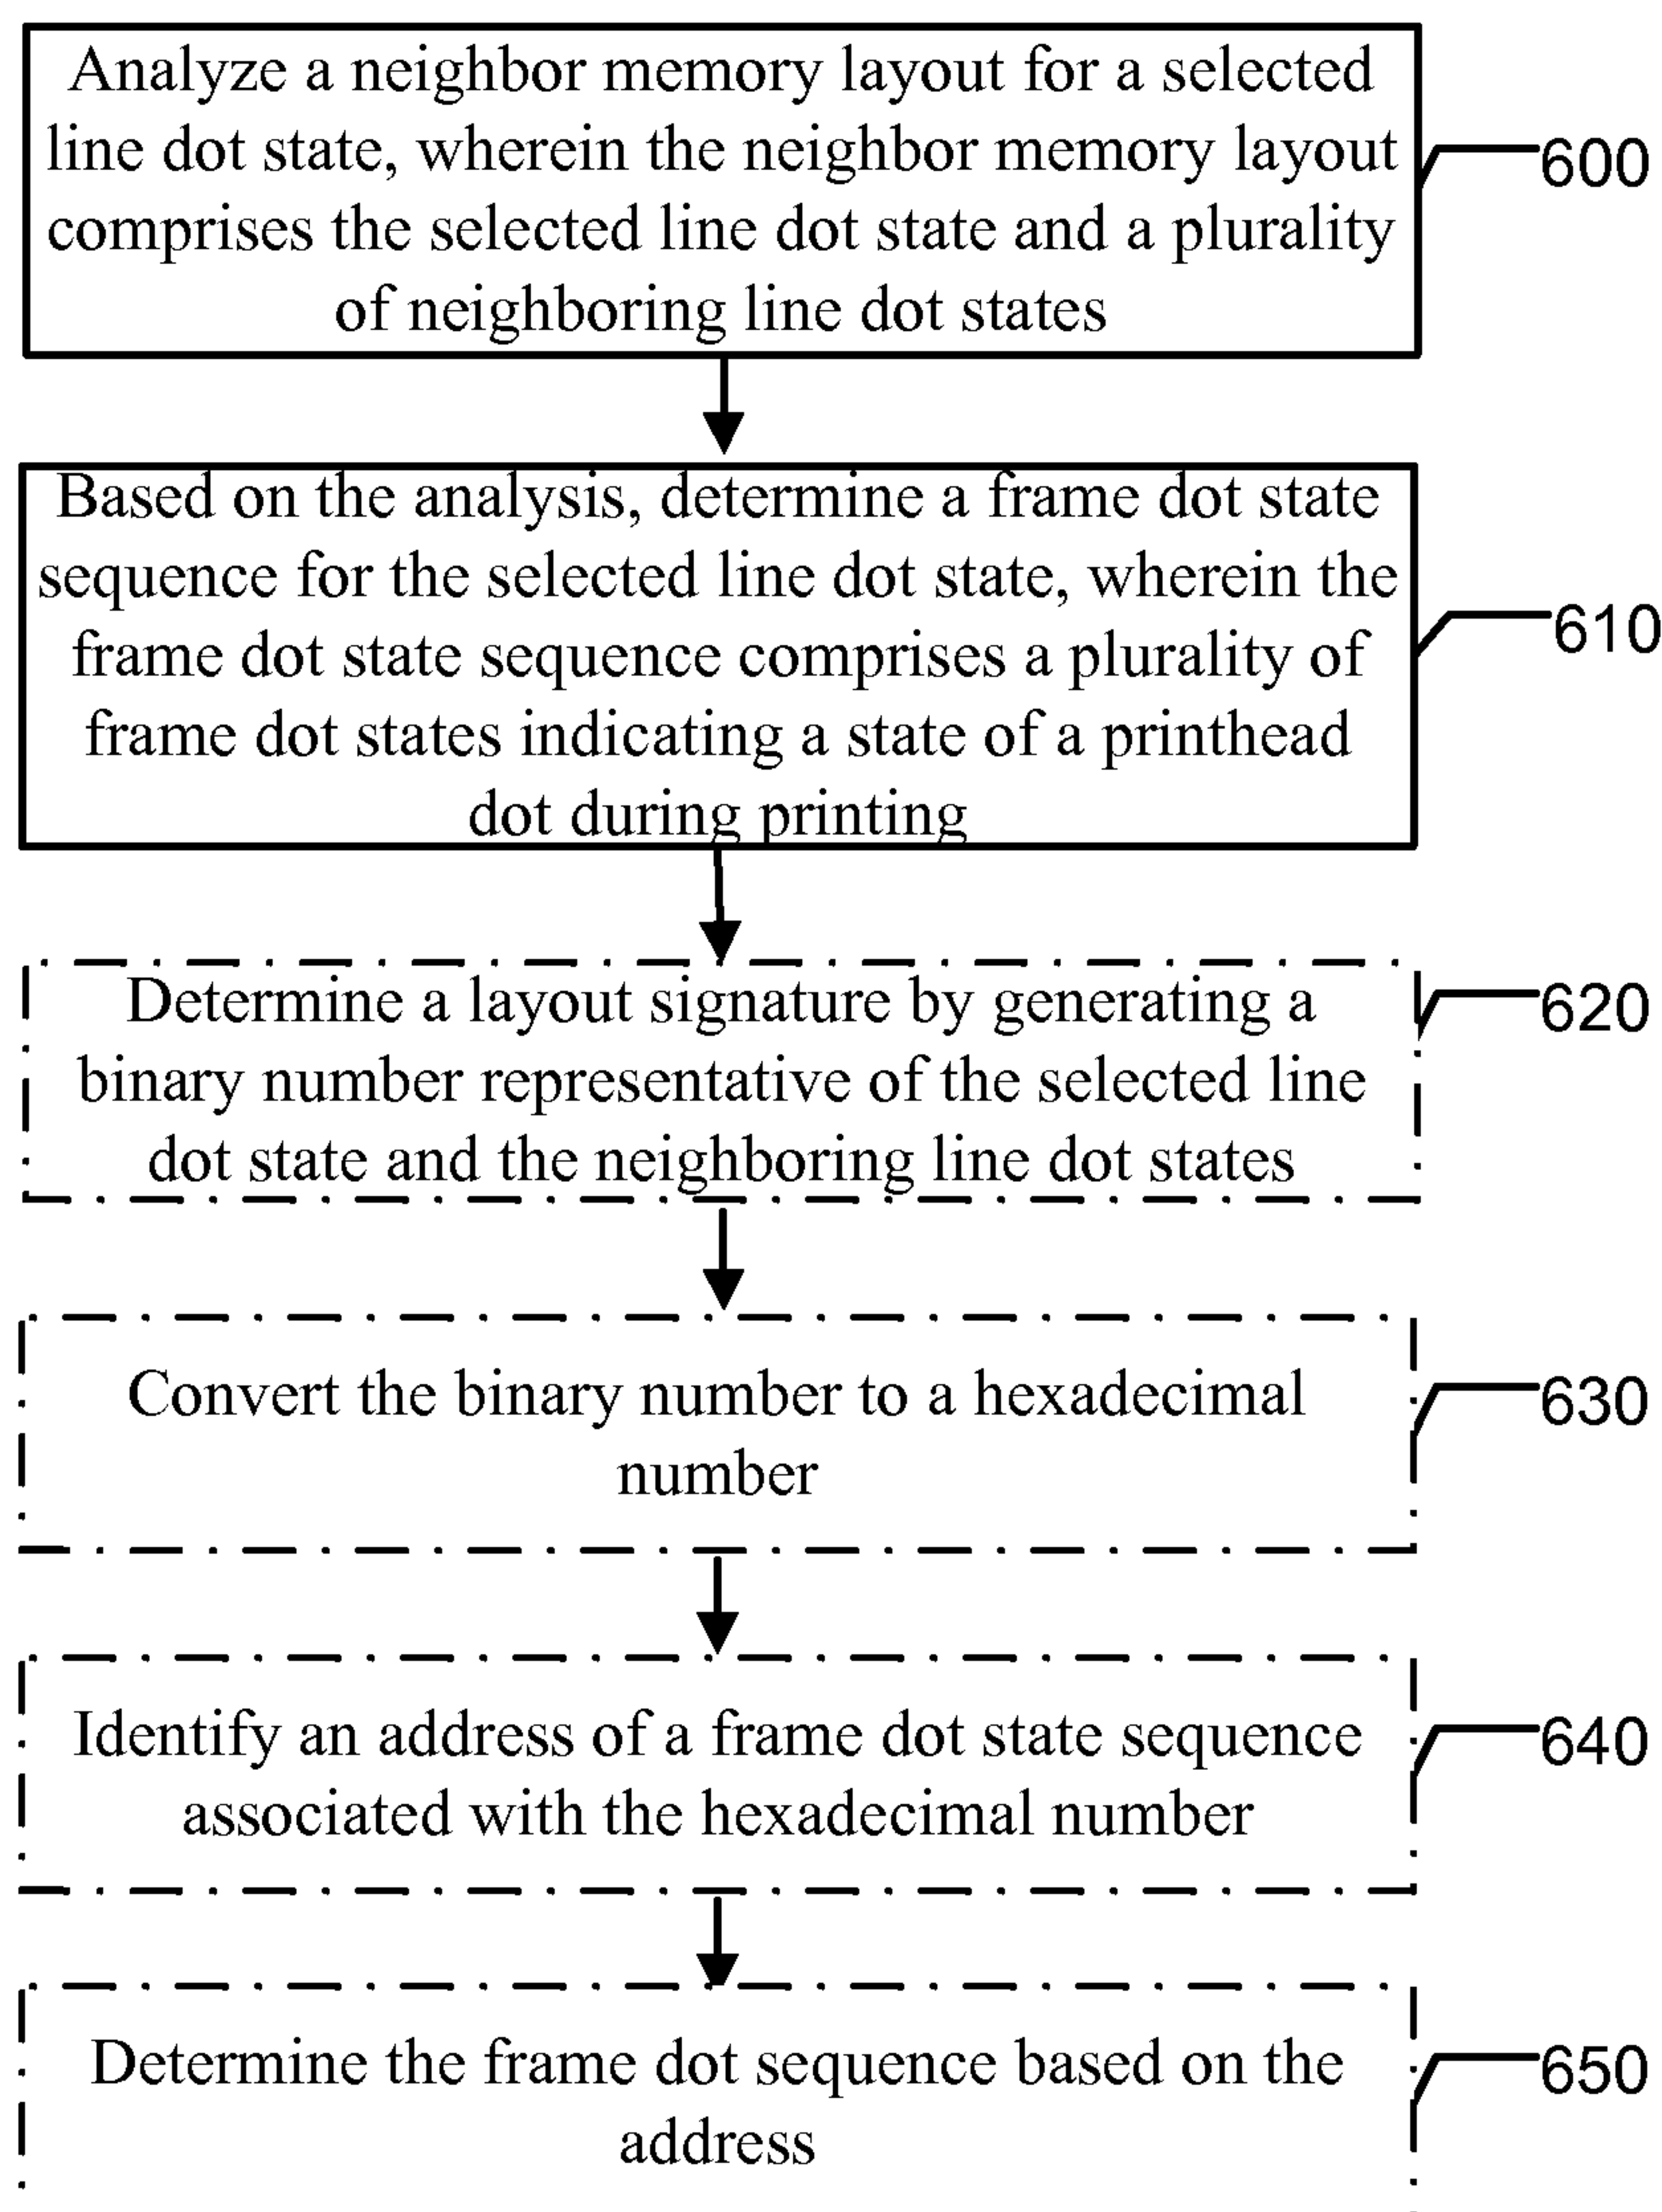 Analyze a neighbor memory layout for a selected
line dot state, wherein the neighbor memory layout
comprises the selected line dot state and a plurality
of neighboring line dot states
600
Based on the analysis, determine a frame dot state
sequence for the selected line dot state, wherein the
frame dot state sequence comprises a plurality of
frame dot states indicating a state of a printhead
dot during printing
610
Determine a layout signature by generating a
binary number representative of the selected line
dot state and the neighboring line dot states
620
Convert the binary number to a hexadecimal
number
630
Identify an address of a frame dot state sequence
associated with the hexadecimal number
640
Determine the frame dot sequence based on the
address
650